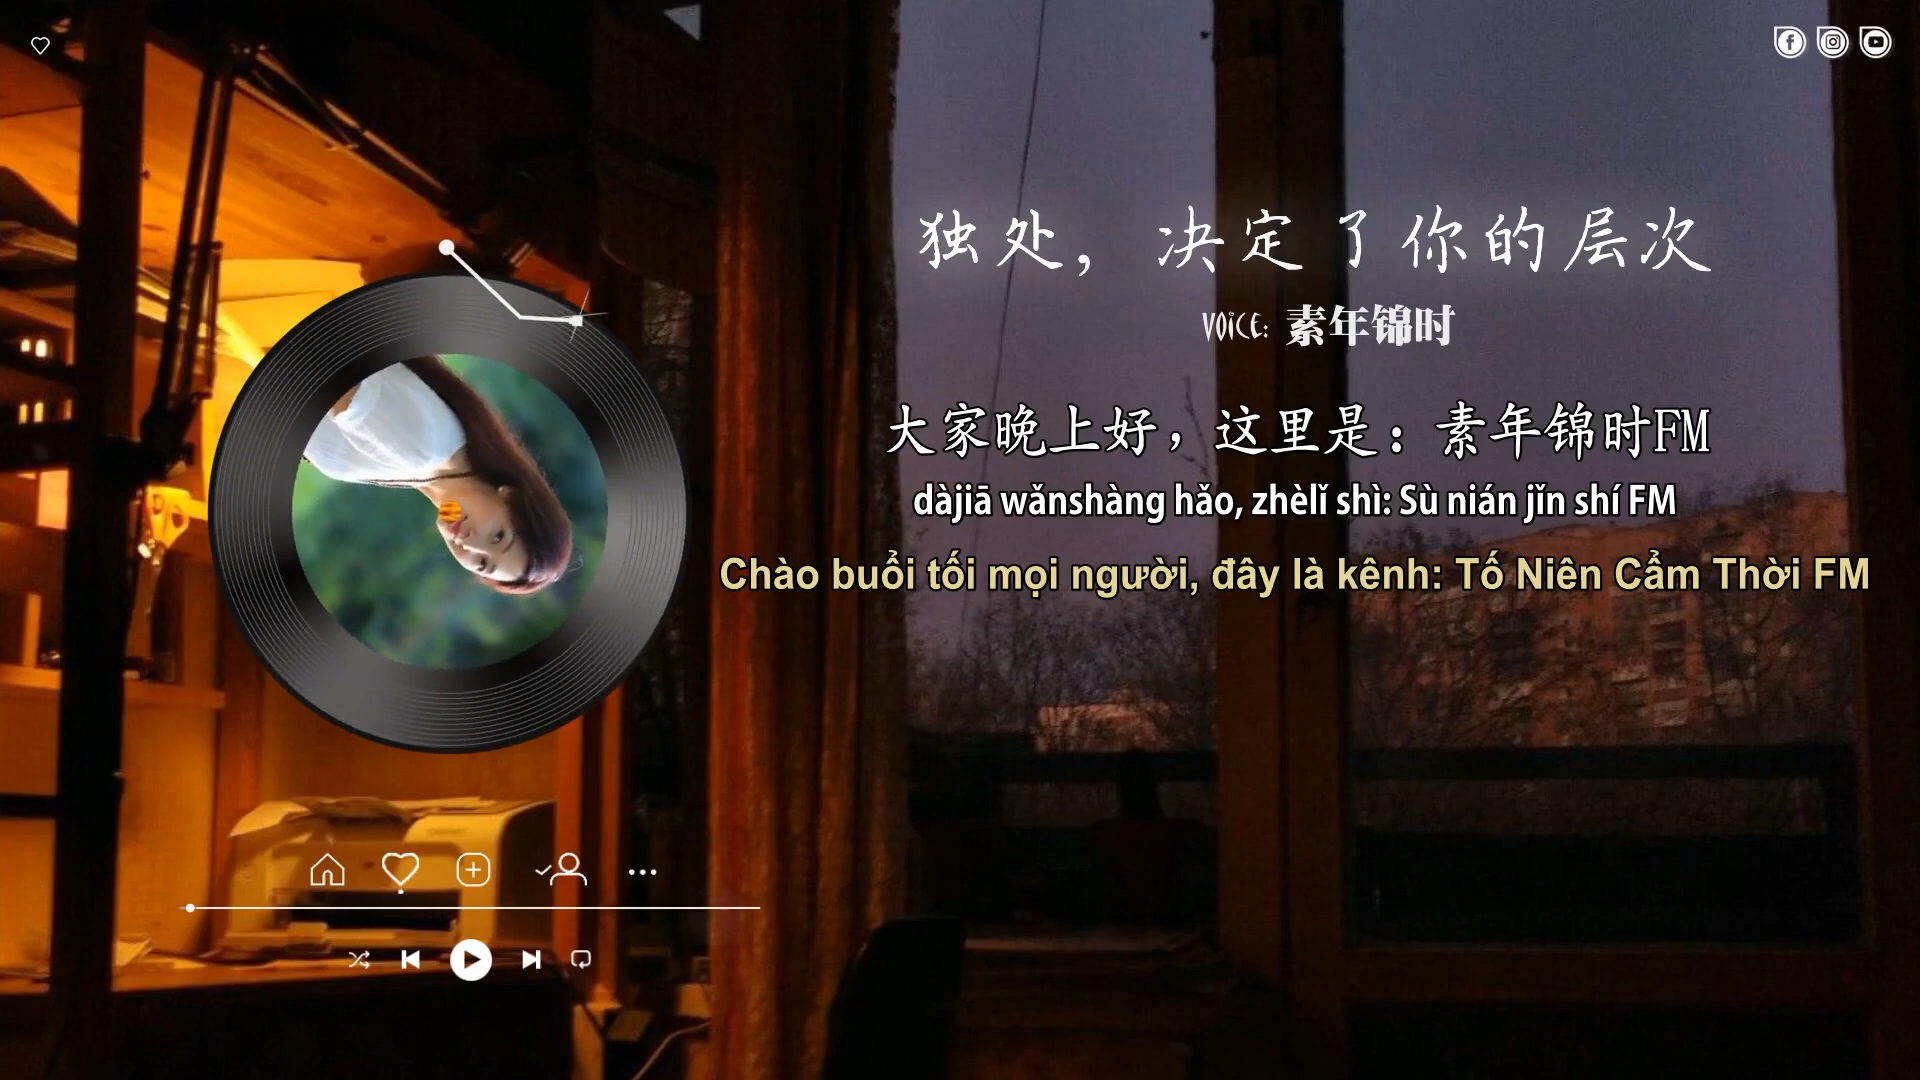 独处，决定了你的层次
VOiCE: 素年锦时
大家晚上好，这里是：素年锦时FM
dàjiā wǎnshàng hǎo, zhèlǐ shì: Sù nián jǐn shí FM
Chào buổi tối mọi người, đây là kênh: Tố Niên Cẩm Thời FM